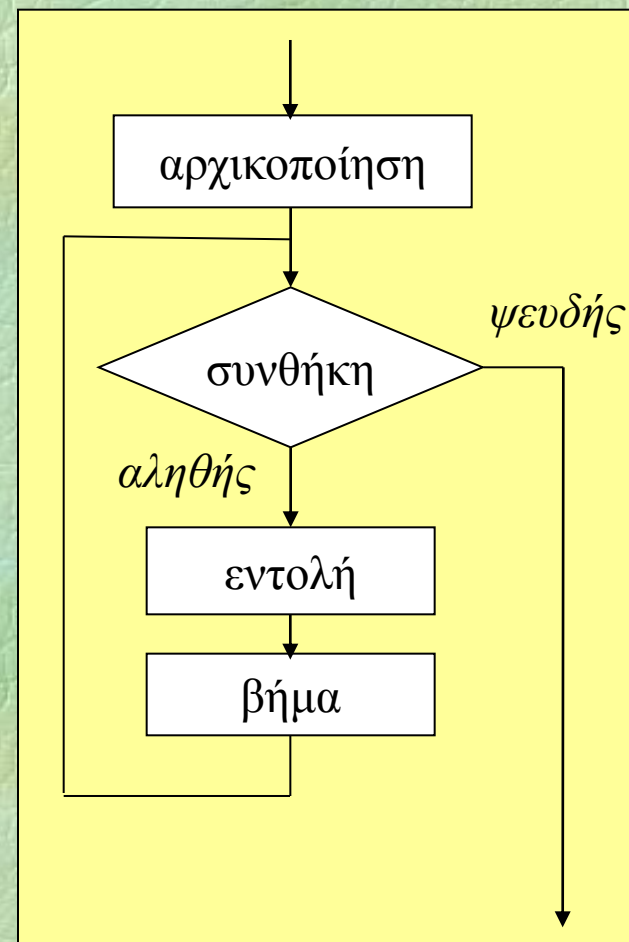 αρχικοποίηση
ψευδής
συνθήκη
αληθής
εντολή
βήμα